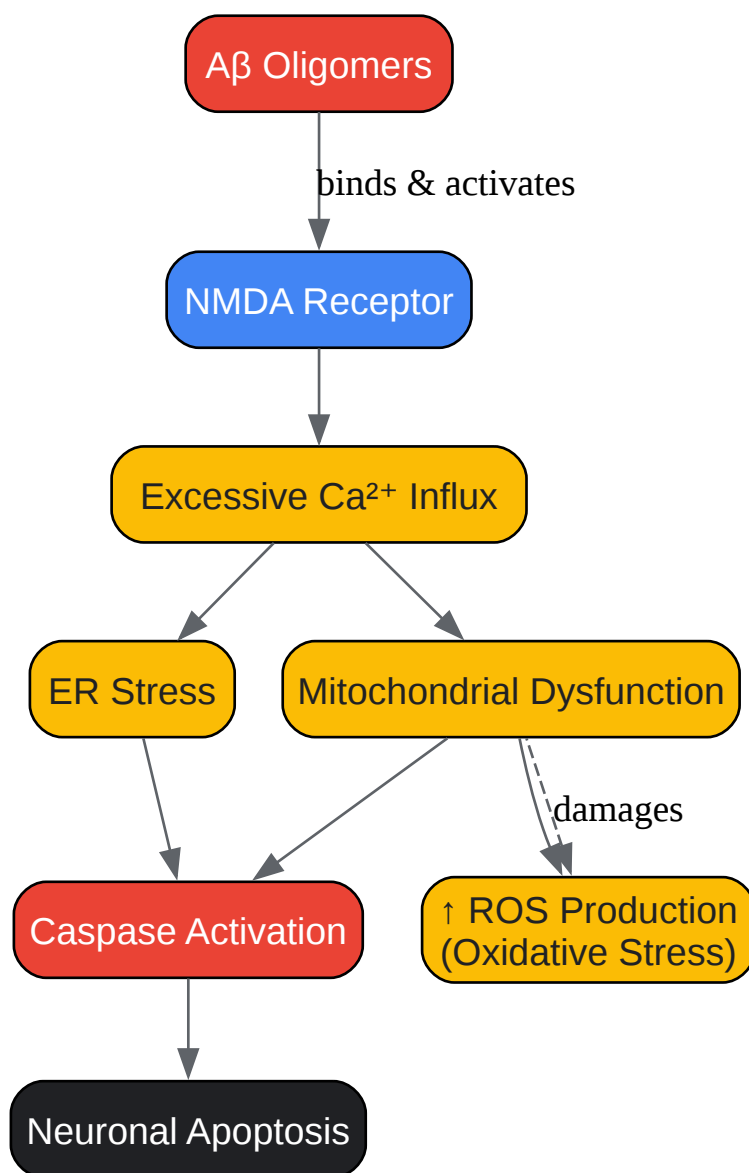 Aβ Oligomers
binds & activates
NMDA Receptor
Excessive Ca²⁺ Influx
ER Stress
Mitochondrial Dysfunction
damages
Caspase Activation
↑ ROS Production
(Oxidative Stress)
Neuronal Apoptosis